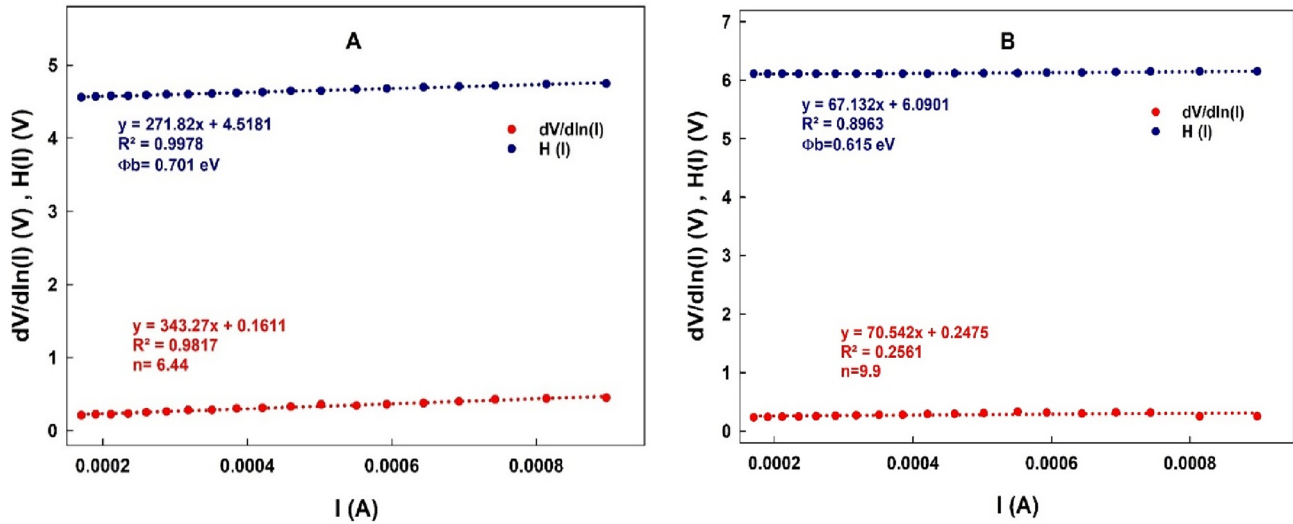 A
dV/dln(I) (V) , H(I) (V)
5
4
3
2
1
0
y = 271.82x + 4.5181
R² = 0.9978
Φb= 0.701 eV
dV/dln(I)
H (I)
y = 343.27x + 0.1611
R² = 0.9817
n= 6.44
0.0002
0.0004
0.0006
0.0008
I (A)
B
dV/dln(I) (V) , H(I) (V)
7
6
5
4
3
2
1
0
y = 67.132x + 6.0901
R² = 0.8963
Φb=0.615 eV
dV/dln(I)
H (I)
y = 70.542x + 0.2475
R² = 0.2561
n=9.9
0.0002
0.0004
0.0006
0.0008
I (A)